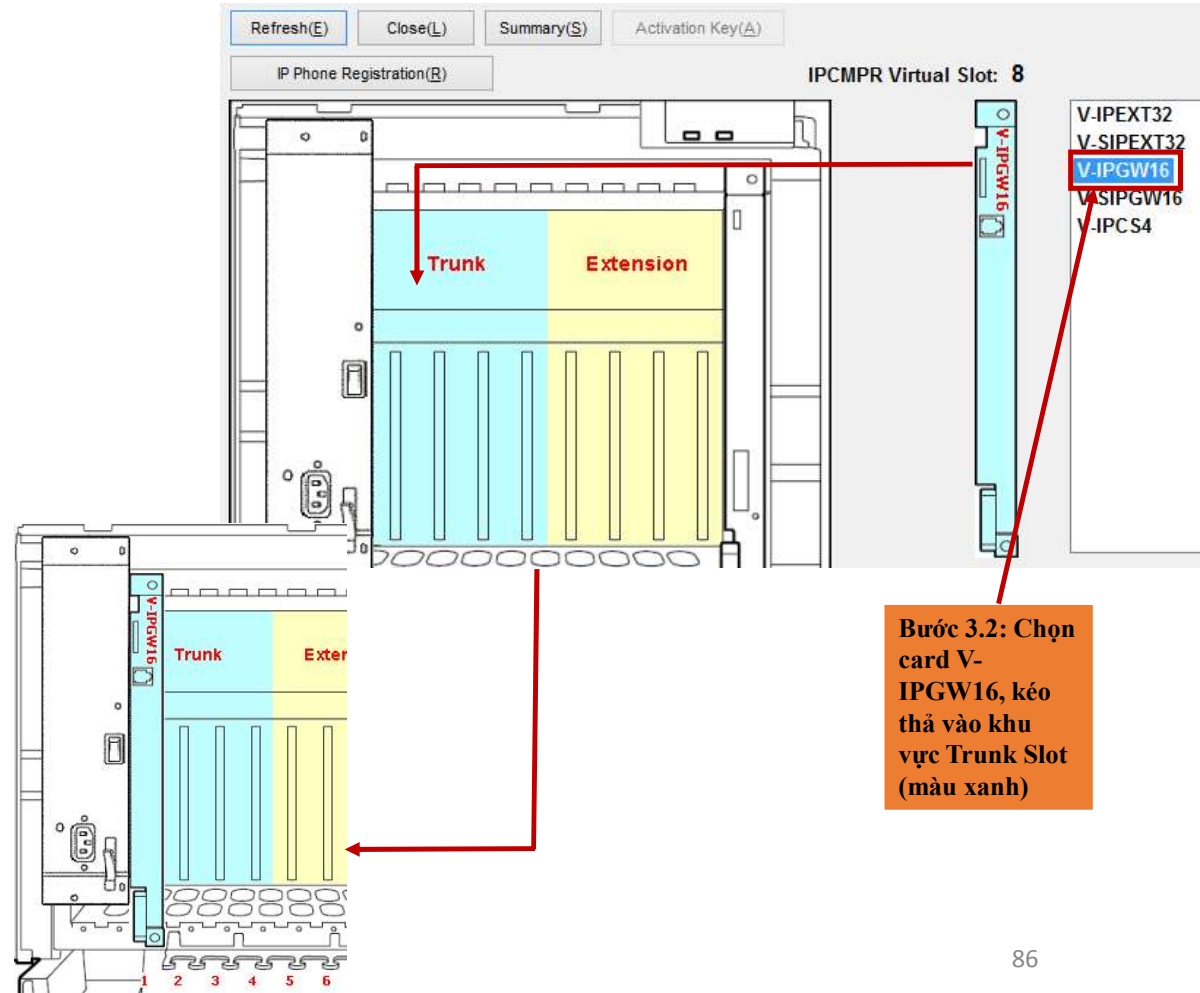 Refresh(E) Close(L) Summary(S) Activation Key(A)
IP Phone Registration(R) IPCMPR Virtual Slot: 8
V-IPEXT32
V-SIPEXT32
V-IPGW16
V-SIPGW16
V-IPCS4
V-IPGW16
Trunk Extension
V-IPGW16
Trunk Exter
1 2 3 4 5 6
Bước 3.2: Chọn
card V-
IPGW16, kéo
thả vào khu
vực Trunk Slot
(màu xanh)
86